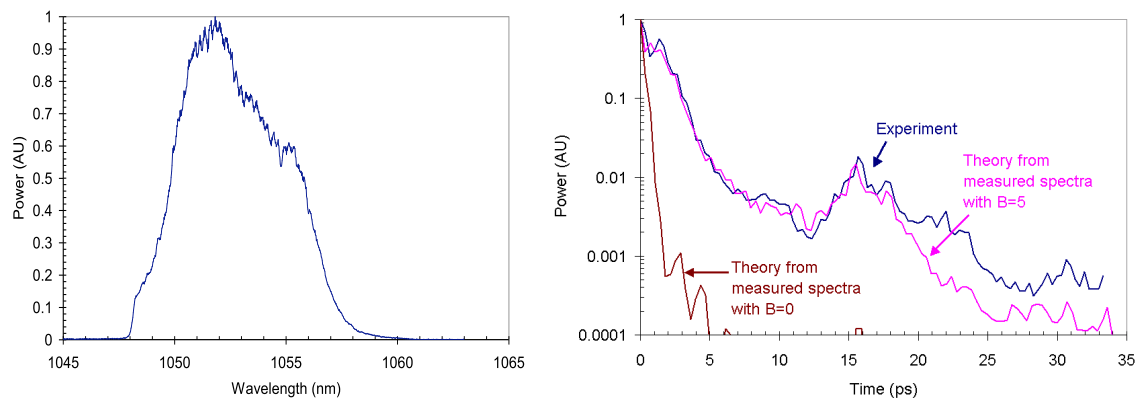 1
0.9
0.8
0.7
0.6
0.5
0.4
0.3
0.2
0.1
0
Power (AU)
1045
1050
1055
1060
1065
Wavelength (nm)
1
0.1
0.01
0.001
0.0001
Power (AU)
Experiment
Theory from
measured spectra
with B=5
Theory from
measured spectra
with B=0
0
5
10
15
20
25
30
35
Time (ps)